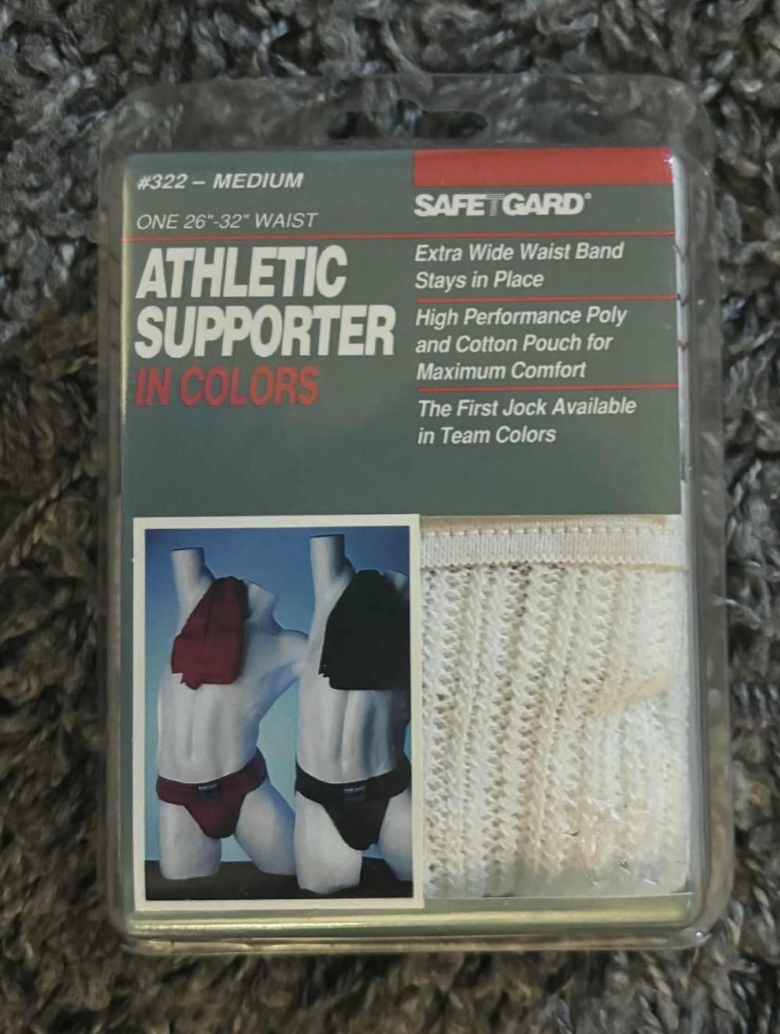 #322 – MEDIUM
ONE 26"-32" WAIST
ATHLETIC
SUPPORTER
IN COLORS
SAFETGARD®
Extra Wide Waist Band
Stays in Place
High Performance Poly
and Cotton Pouch for
Maximum Comfort
The First Jock Available
in Team Colors